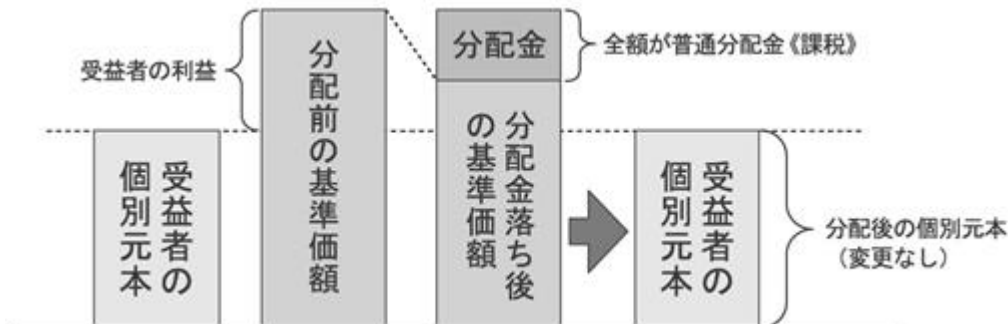 受益者の利益
受益者の
個別元本
分配前の基準価額
分配金
全額が普通分配金《課税》
分配金落ち後
の基準価額
受益者の
個別元本
分配後の個別元本
（変更なし）